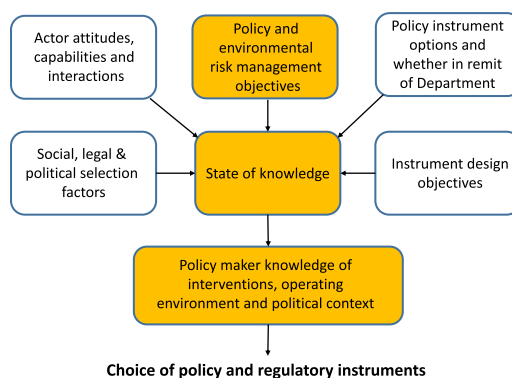 Actor attitudes,
capabilities and
interactions
Policy and
environmental
risk management
objectives
Policy instrument
options and
whether in remit
of Department
Social, legal &
political selection
factors
State of knowledge
Instrument design
objectives
Policy maker knowledge of
interventions, operating
environment and political context
Choice of policy and regulatory instruments